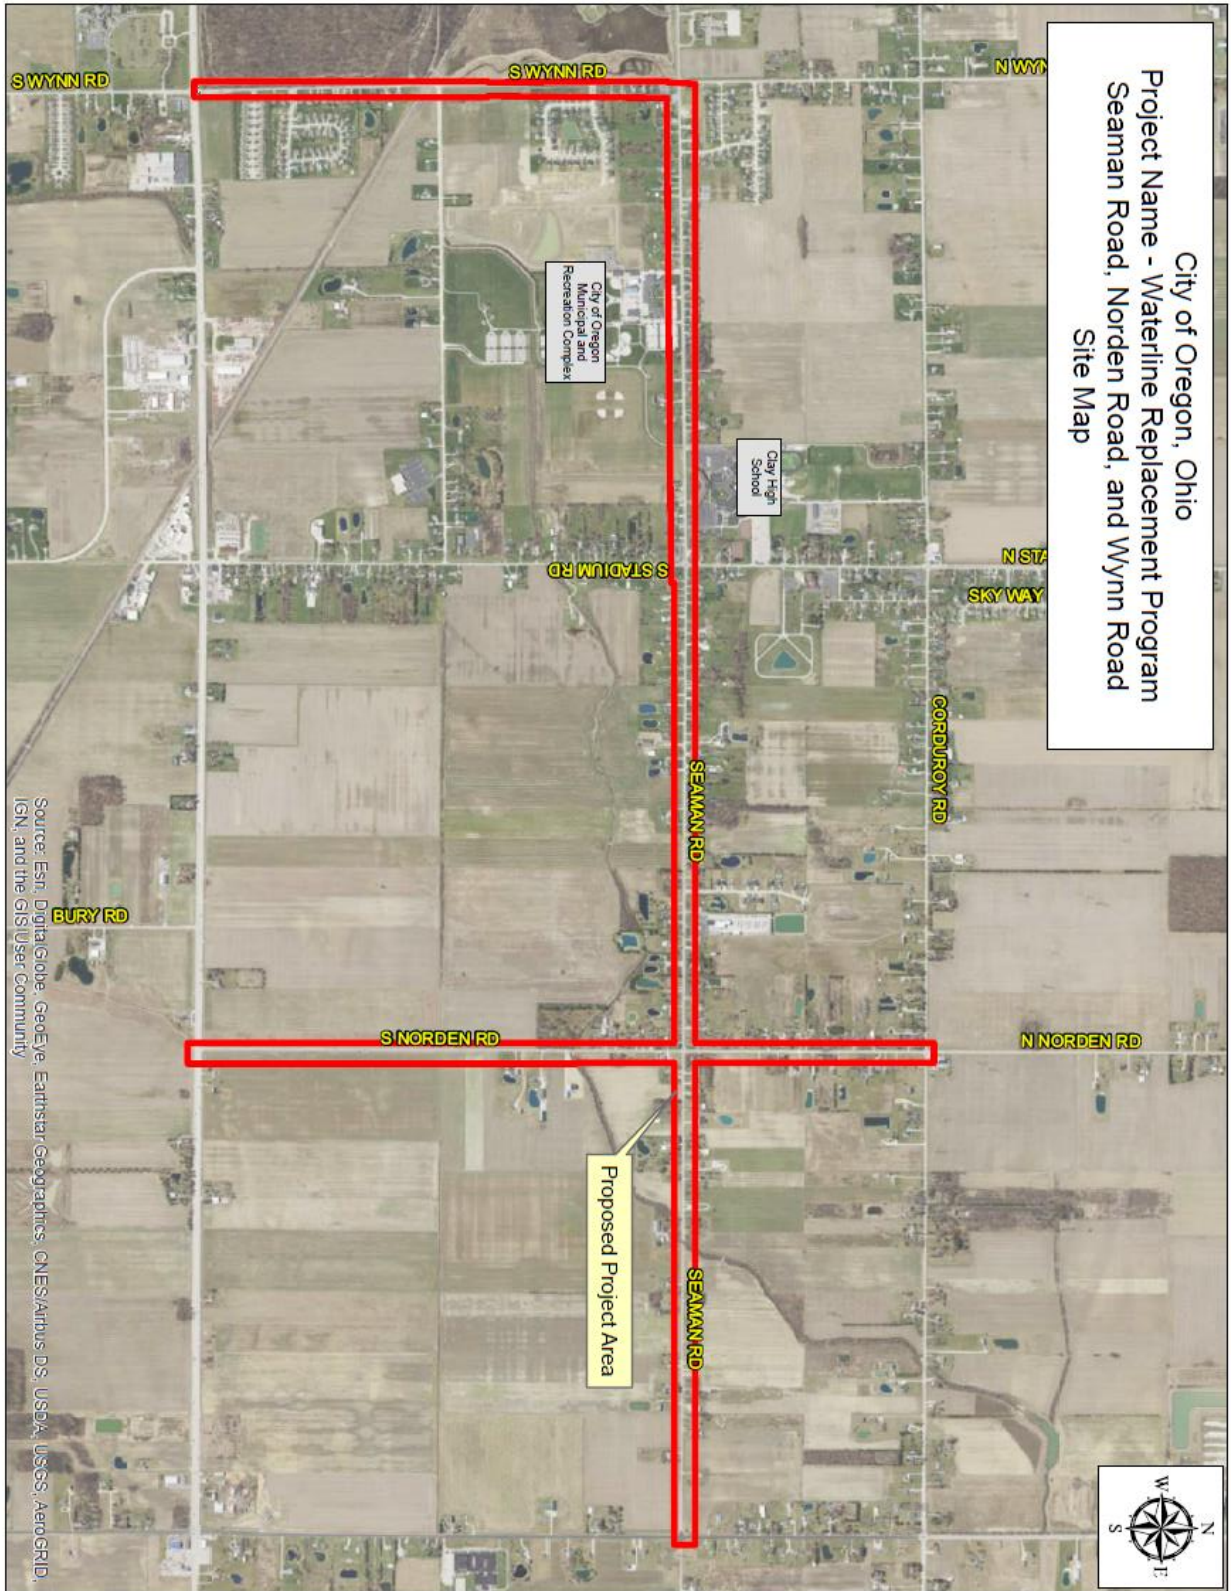 City of Oregon, Ohio
Project Name - Waterline Replacement Program
Seaman Road, Norden Road, and Wynn Road
Site Map
N
W
E
S
N WYN
N STA
SKY WAY
CORDUROY RD
N NORDEN RD
Clay High
School
SEAMAN RD
SEAMAN RD
S WYNN RD
City of Oregon
Municipal and
Recreation Complex
S STADIUM RD
Proposed Project Area
S NORDEN RD
S WYNN RD
BURY RD
Source: Esri, DigitalGlobe, GeoEye, Earthstar Geographics, CNES/Airbus DS, USDA, USGS, AeroGRID,
IGN, and the GIS User Community